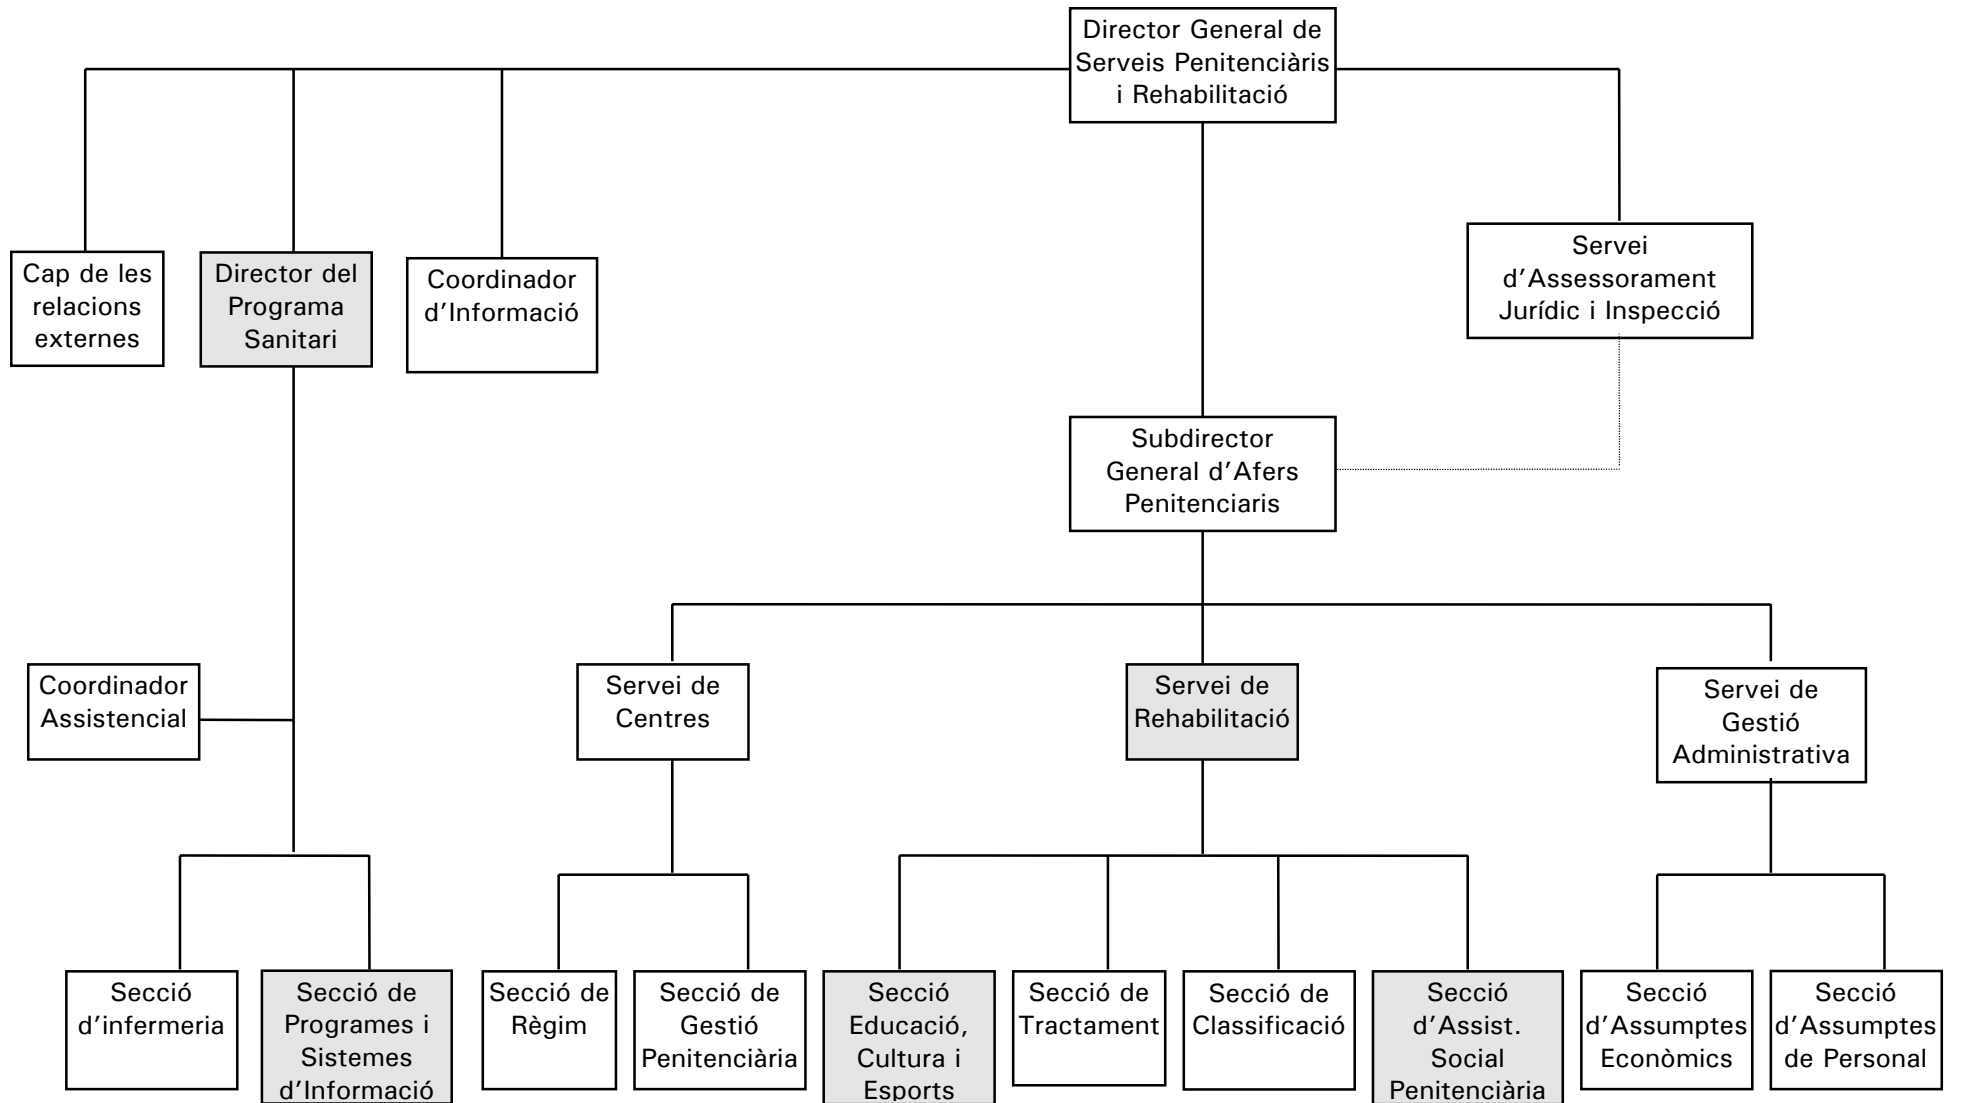 Director General de
Serveis Penitenciàris
i Rehabilitació
Cap de les
relacions
externes
Director del
Programa
Sanitari
Coordinador
d'Informació
Servei
d'Assessorament
Jurídic i Inspecció
Subdirector
General d'Afers
Penitenciaris
Coordinador
Assistencial
Servei de
Centres
Servei de
Rehabilitació
Servei de
Gestió
Administrativa
Secció
d'infermeria
Secció de
Programes i
Sistemes
d'Informació
Secció de
Règim
Secció de
Gestió
Penitenciària
Secció
Educació,
Cultura i
Esports
Secció de
Tractament
Secció de
Classificació
Secció
d'Assist.
Social
Penitenciària
Secció
d'Assumptes
Econòmics
Secció
d'Assumptes
de Personal